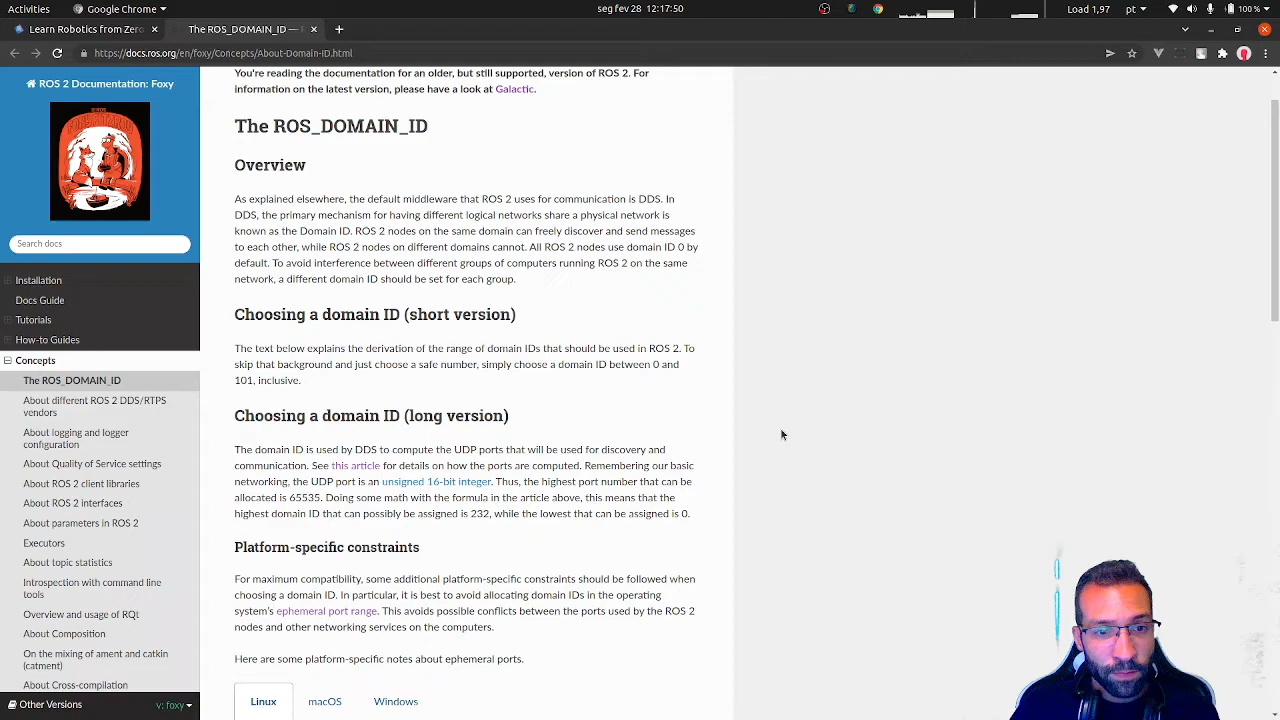 Activities
Google Chrome
seg fev 28 12:17:50
Load 1,97
pt
100 %
Learn Robotics from Zero
The ROS_DOMAIN_ID — R
https://docs.ros.org/en/foxy/Concepts/About-Domain-ID.html
ROS 2 Documentation: Foxy
Search docs
Installation
Docs Guide
Tutorials
How-to Guides
Concepts
The ROS_DOMAIN_ID
About different ROS 2 DDS/RTPS
vendors
About logging and logger
configuration
About Quality of Service settings
About ROS 2 client libraries
About ROS 2 interfaces
About parameters in ROS 2
Executors
About topic statistics
Introspection with command line
tools
Overview and usage of RQt
About Composition
On the mixing of ament and catkin
(catment)
About Cross-compilation
Other Versions
v: foxy
You're reading the documentation for an older, but still supported, version of ROS 2. For
information on the latest version, please have a look at Galactic.
The ROS_DOMAIN_ID
Overview
As explained elsewhere, the default middleware that ROS 2 uses for communication is DDS. In
DDS, the primary mechanism for having different logical networks share a physical network is
known as the Domain ID. ROS 2 nodes on the same domain can freely discover and send messages
to each other, while ROS 2 nodes on different domains cannot. All ROS 2 nodes use domain ID 0 by
default. To avoid interference between different groups of computers running ROS 2 on the same
network, a different domain ID should be set for each group.
Choosing a domain ID (short version)
The text below explains the derivation of the range of domain IDs that should be used in ROS 2. To
skip that background and just choose a safe number, simply choose a domain ID between 0 and
101, inclusive.
Choosing a domain ID (long version)
The domain ID is used by DDS to compute the UDP ports that will be used for discovery and
communication. See this article for details on how the ports are computed. Remembering our basic
networking, the UDP port is an unsigned 16-bit integer. Thus, the highest port number that can be
allocated is 65535. Doing some math with the formula in the article above, this means that the
highest domain ID that can possibly be assigned is 232, while the lowest that can be assigned is 0.
Platform-specific constraints
For maximum compatibility, some additional platform-specific constraints should be followed when
choosing a domain ID. In particular, it is best to avoid allocating domain IDs in the operating
system's ephemeral port range. This avoids possible conflicts between the ports used by the ROS 2
nodes and other networking services on the computers.
Here are some platform-specific notes about ephemeral ports.
Linux
macOS
Windows